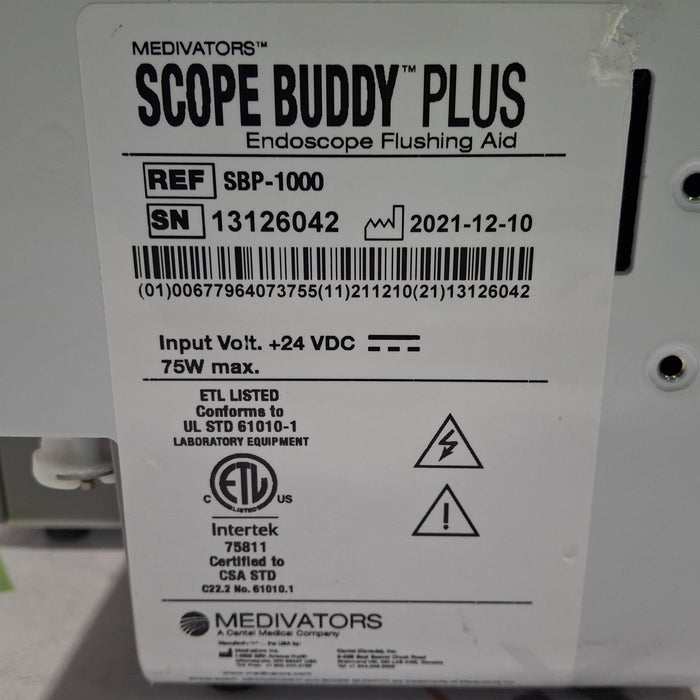 MEDIVATORS™
SCOPE BUDDY™ PLUS
Endoscope Flushing Aid
REF SBP-1000
SN 13126042 2021-12-10
(01)00677964073755(11)211210(21)13126042
Input Volt. +24 VDC
75W max.
ETL LISTED
Conforms to
UL STD 61010-1
LABORATORY EQUIPMENT
C ETL US
LISTED
Intertek
75811
Certified to
CSA STD
C22.2 No. 61010.1
MEDIVATORS
A Cantel Medical Company